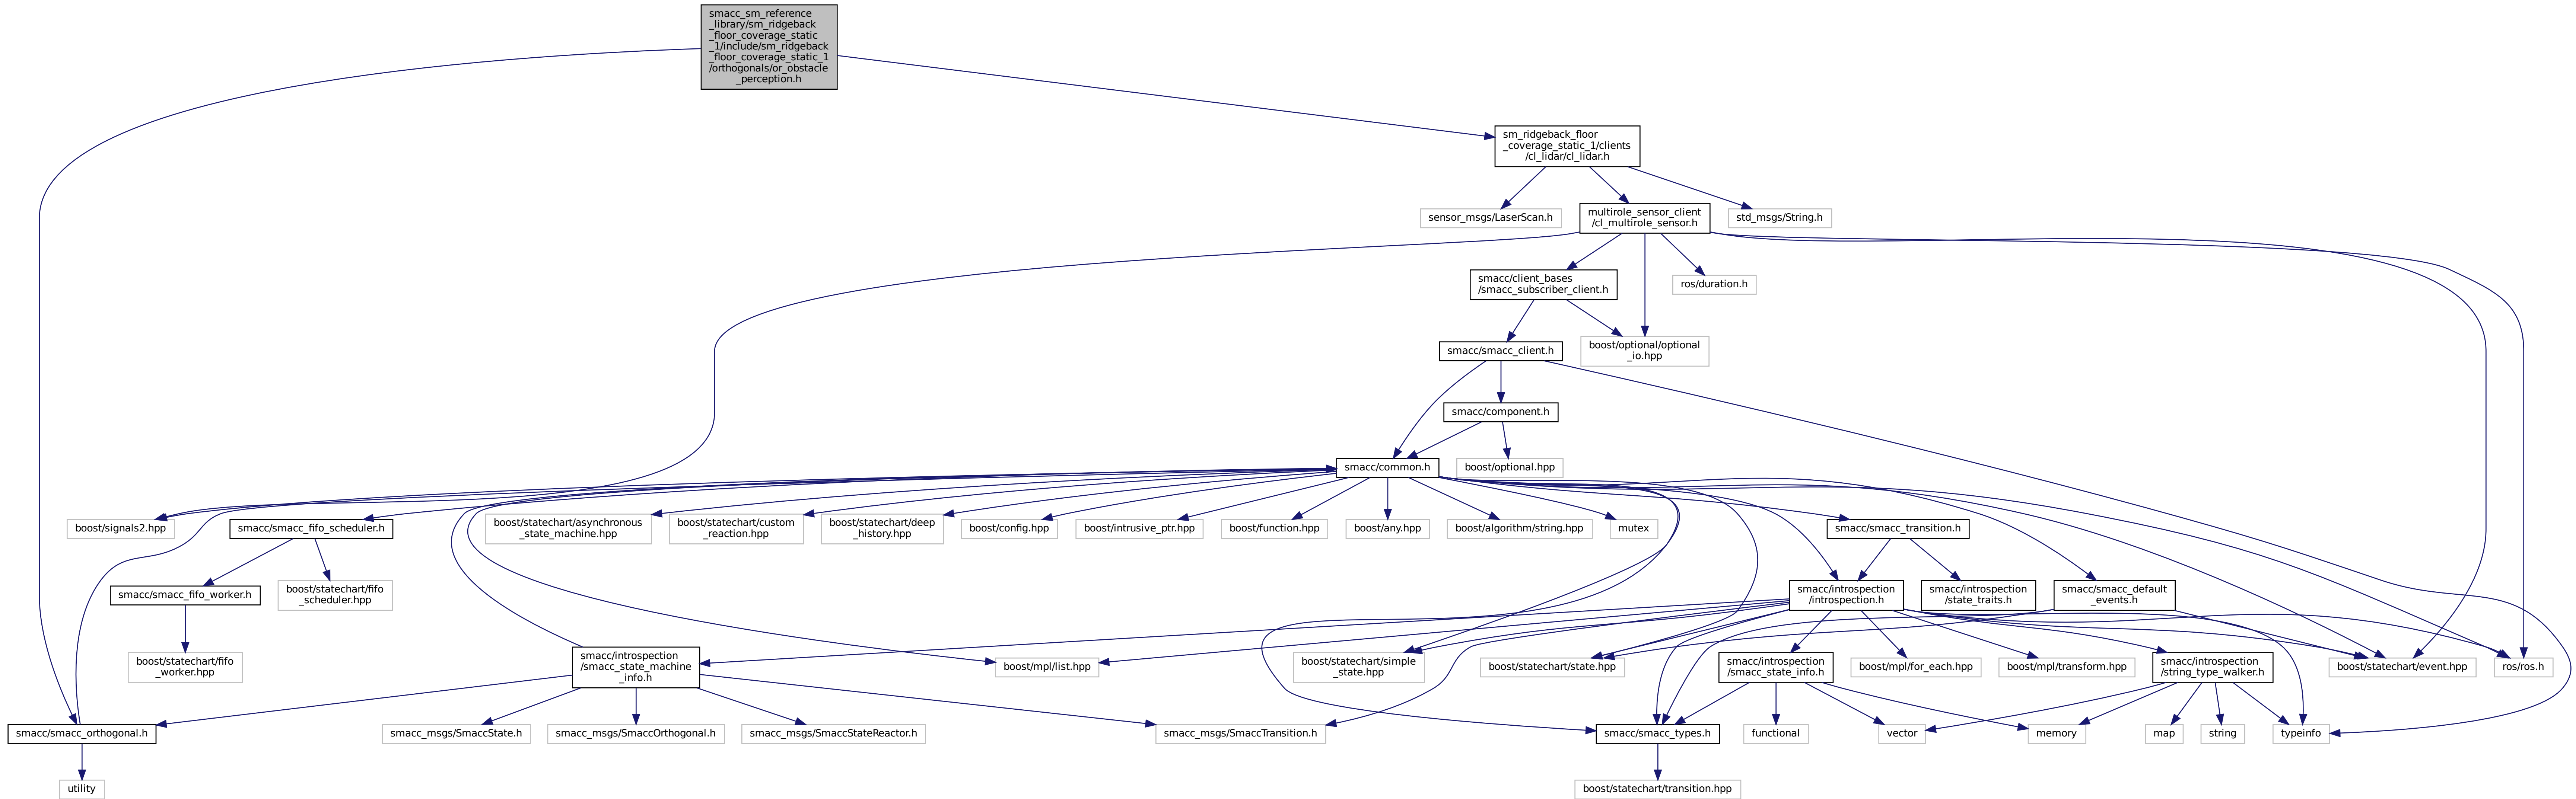 smacc_sm_reference
_library/sm_ridgeback
_floor_coverage_static
_1/include/sm_ridgeback
_floor_coverage_static_1
/orthogonals/or_obstacle
_perception.h
sm_ridgeback_floor
_coverage_static_1/clients
/cl_lidar/cl_lidar.h
sensor_msgs/LaserScan.h
multirole_sensor_client
/cl_multirole_sensor.h
std_msgs/String.h
smacc/client_bases
/smacc_subscriber_client.h
ros/duration.h
smacc/smacc_client.h
boost/optional/optional
_io.hpp
smacc/component.h
smacc/common.h
boost/optional.hpp
boost/signals2.hpp
smacc/smacc_fifo_scheduler.h
boost/statechart/asynchronous
_state_machine.hpp
boost/statechart/custom
_reaction.hpp
boost/statechart/deep
_history.hpp
boost/config.hpp
boost/intrusive_ptr.hpp
boost/function.hpp
boost/any.hpp
boost/algorithm/string.hpp
mutex
smacc/smacc_transition.h
smacc/smacc_fifo_worker.h
boost/statechart/fifo
_scheduler.hpp
smacc/introspection
/introspection.h
smacc/introspection
/state_traits.h
smacc/smacc_default
_events.h
boost/statechart/fifo
_worker.hpp
smacc/introspection
/smacc_state_machine
_info.h
boost/mpl/list.hpp
boost/statechart/simple
_state.hpp
boost/statechart/state.hpp
smacc/introspection
/smacc_state_info.h
boost/mpl/for_each.hpp
boost/mpl/transform.hpp
smacc/introspection
/string_type_walker.h
boost/statechart/event.hpp
ros/ros.h
smacc/smacc_orthogonal.h
smacc_msgs/SmaccState.h
smacc_msgs/SmaccOrthogonal.h
smacc_msgs/SmaccStateReactor.h
smacc_msgs/SmaccTransition.h
smacc/smacc_types.h
functional
vector
memory
map
string
typeinfo
utility
boost/statechart/transition.hpp